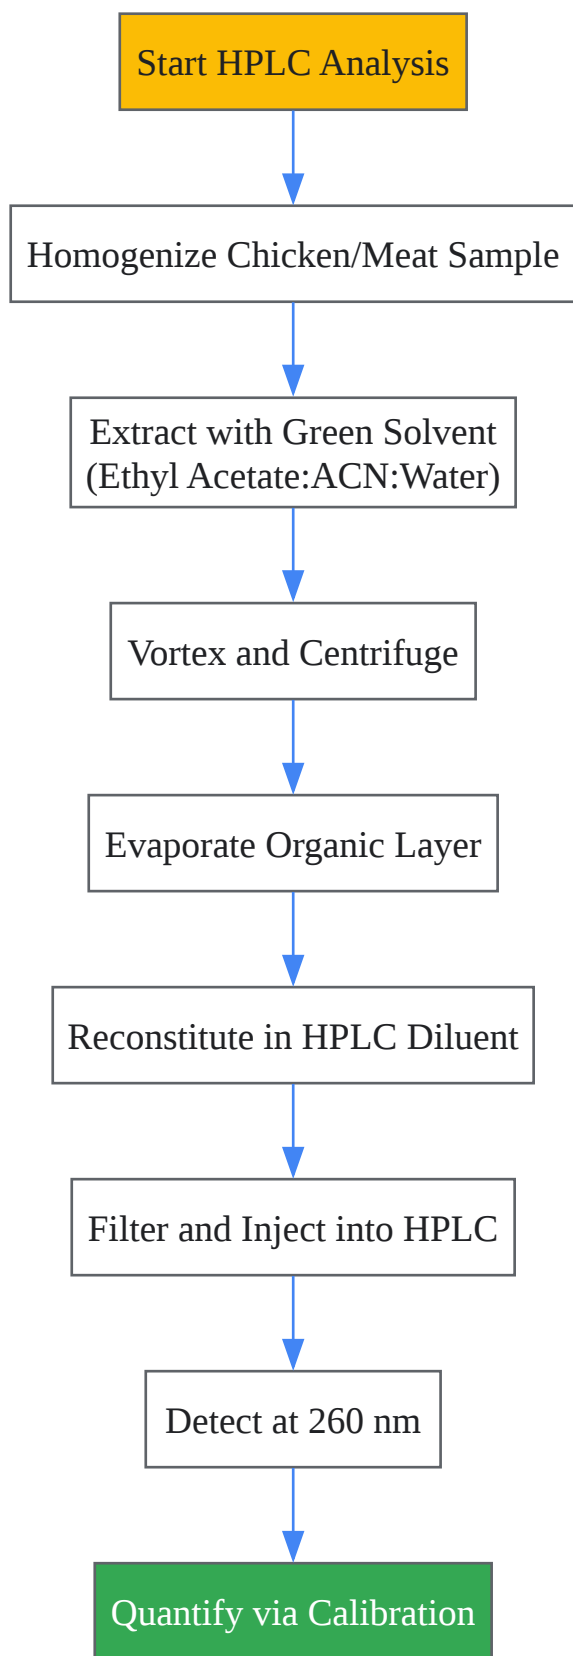 Start HPLC Analysis
Homogenize Chicken/Meat Sample
Extract with Green Solvent
(Ethyl Acetate:ACN:Water)
Vortex and Centrifuge
Evaporate Organic Layer
Reconstitute in HPLC Diluent
Filter and Inject into HPLC
Detect at 260 nm
Quantify via Calibration